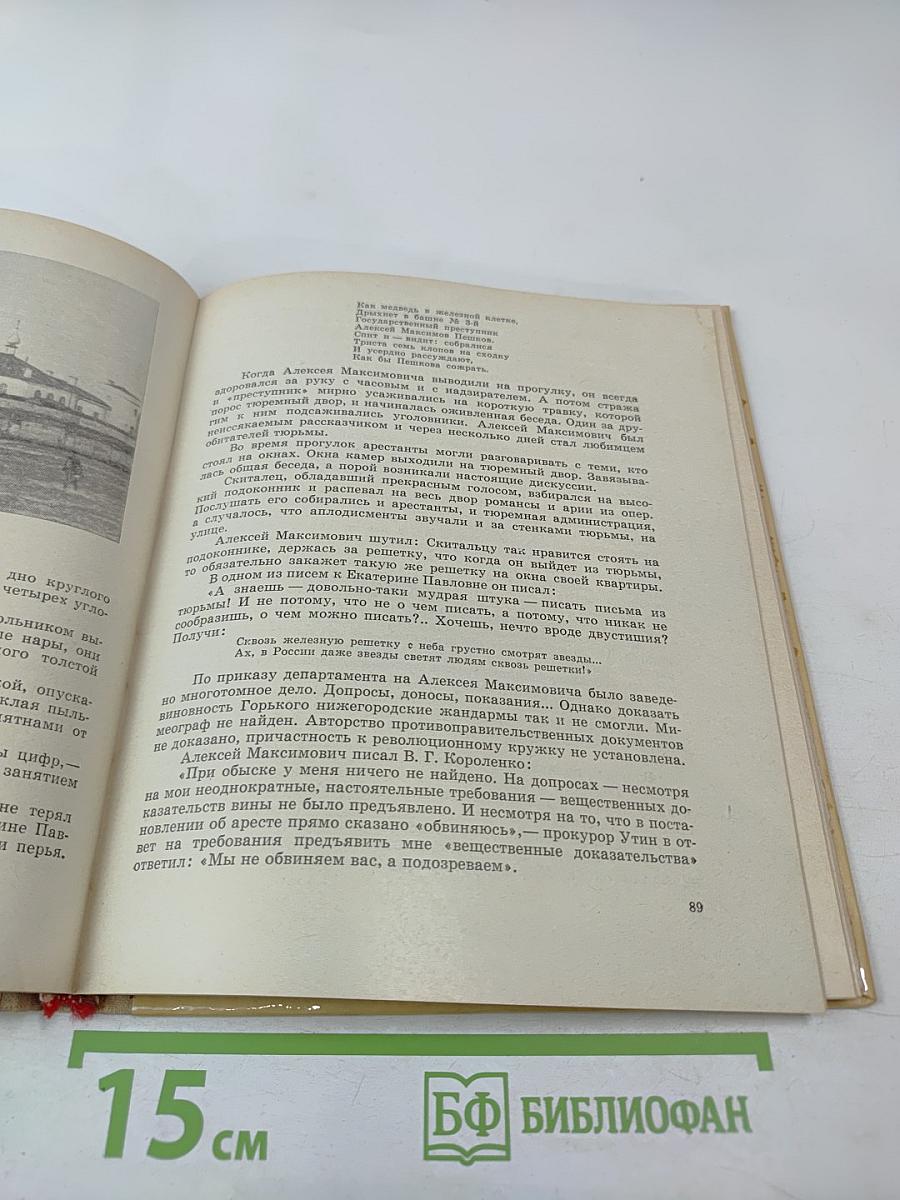 дно круглого
четырех угло-
ольником вы-
ые нары, они
кого толстой
кой, опуска-
клая пыль-
пятнами от
ы цифр,—
занятием
не терял
ине Пав-
и перья.
Как медведь в железной клетке,
Дрыхнет в башне № 3-й
Государственный преступник
Алексей Максимов Пешков.
Спит и — видит: собралися
Триста семь клопов на сходку
И усердно рассуждают,
Как бы Пешкова сожрать.
Когда Алексея Максимовича выводили на прогулку, он всегда
здоровался за руку с часовым и с надзирателем. А потом стража
и «преступник» мирно усаживались на короткую травку, которой
порос тюремный двор, и начиналась оживленная беседа. Один за дру-
гим к ним подсаживались уголовники. Алексей Максимович был
неиссякаемым рассказчиком и через несколько дней стал любимцем
обитателей тюрьмы.
Во время прогулок арестанты могли разговаривать с теми, кто
стоял на окнах. Окна камер выходили на тюремный двор. Завязыва-
лась общая беседа, а порой возникали настоящие дискуссии.
Скиталец, обладавший прекрасным голосом, взбирался на высо-
кий подоконник и распевал на весь двор романсы и арии из опер.
Послушать его собирались и арестанты, и тюремная администрация,
а случалось, что аплодисменты звучали и за стенками тюрьмы, на
улице.
Алексей Максимович шутил: Скитальцу так нравится стоять на
подоконнике, держась за решетку, что когда он выйдет из тюрьмы,
то обязательно закажет такую же решетку на окна своей квартиры.
В одном из писем к Екатерине Павловне он писал:
«А знаешь — довольно-таки мудрая штука — писать письма из
тюрьмы! И не потому, что не о чем писать, а потому, что никак не
сообразишь, о чем можно писать?.. Хочешь, нечто вроде двустишия?
Получи:
Сквозь железную решетку с неба грустно смотрят звезды...
Ах, в России даже звезды светят людям сквозь решетки!»
По приказу департамента на Алексея Максимовича было заведе-
но многотомное дело. Допросы, доносы, показания... Однако доказать
виновность Горького нижегородские жандармы так и не смогли. Ми-
меограф не найден. Авторство противоправительственных документов
не доказано, причастность к революционному кружку не установлена.
Алексей Максимович писал В. Г. Короленко:
«При обыске у меня ничего не найдено. На допросах — несмотря
на мои неоднократные, настоятельные требования — вещественных до-
казательств вины не было предъявлено. И несмотря на то, что в поста-
новлении об аресте прямо сказано «обвиняюсь»,— прокурор Утин в от-
вет на требования предъявить мне «вещественные доказательства»
ответил: «Мы не обвиняем вас, а подозреваем».
89
15 см
БФ БИБЛИОФАН